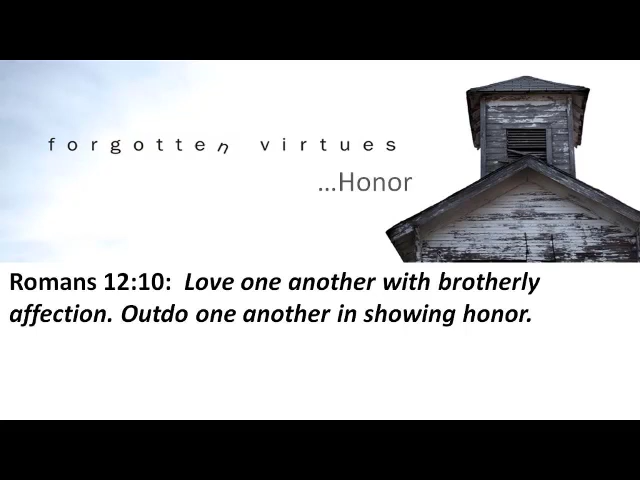 forgotten virtues
...Honor
Romans 12:10: Love one another with brotherly
affection. Outdo one another in showing honor.